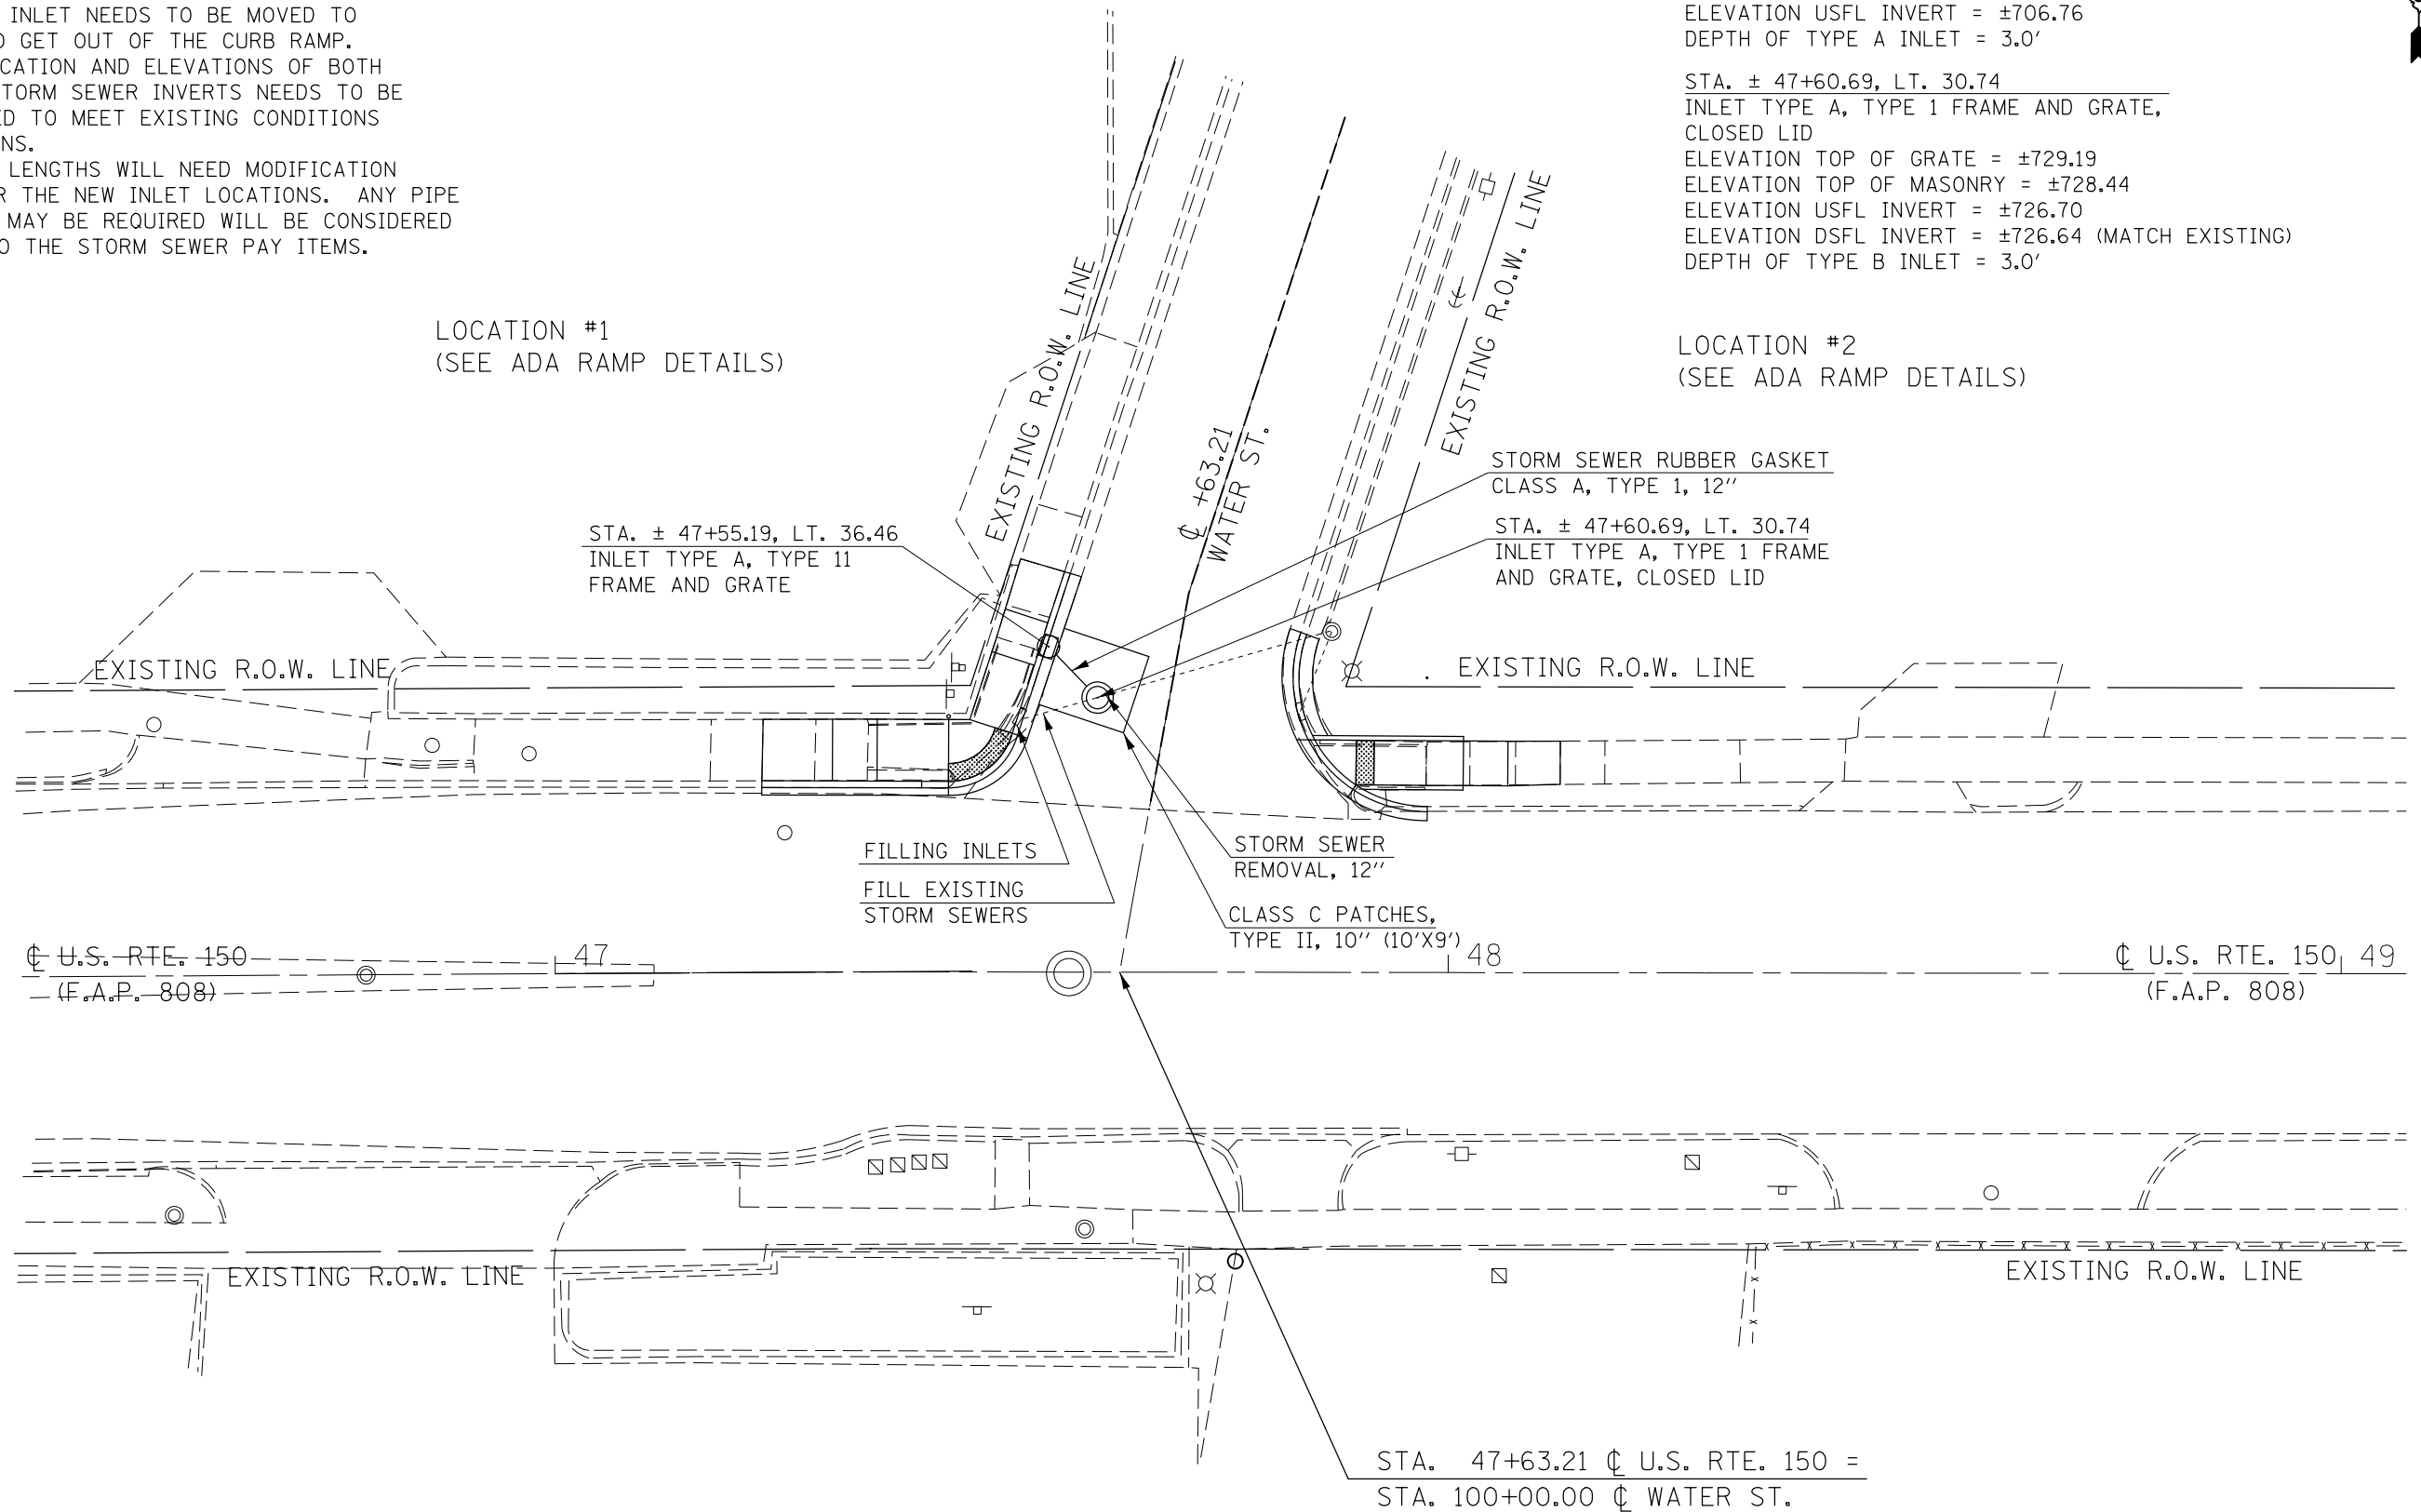 INLET NEEDS TO BE MOVED TO
GET OUT OF THE CURB RAMP.
AND ELEVATIONS OF BOTH
STORM SEWER INVERTS NEEDS TO BE
TO MEET EXISTING CONDITIONS
LENGTHS WILL NEED MODIFICATION
THE NEW INLET LOCATIONS. ANY PIPE
MAY BE REQUIRED WILL BE CONSIDERED
THE STORM SEWER PAY ITEMS.
ELEVATION USFL INVERT = ±706.76
DEPTH OF TYPE A INLET = 3.0'
STA. ± 47+60.69, LT. 30.74
INLET TYPE A, TYPE 1 FRAME AND GRATE,
CLOSED LID
ELEVATION TOP OF GRATE = ±729.19
ELEVATION TOP OF MASONRY = ±728.44
ELEVATION USFL INVERT = ±726.70
ELEVATION DSFL INVERT = ±726.64 (MATCH EXISTING)
DEPTH OF TYPE B INLET = 3.0'
LOCATION #1
(SEE ADA RAMP DETAILS)
LOCATION #2
(SEE ADA RAMP DETAILS)
EXISTING R.O.W. LINE
EXISTING R.O.W. LINE
℄ +63.21
WATER ST.
STORM SEWER RUBBER GASKET
CLASS A, TYPE 1, 12"
STA. ± 47+60.69, LT. 30.74
INLET TYPE A, TYPE 1 FRAME
AND GRATE, CLOSED LID
STA. ± 47+55.19, LT. 36.46
INLET TYPE A, TYPE 11
FRAME AND GRATE
EXISTING R.O.W. LINE
EXISTING R.O.W. LINE
FILLING INLETS
FILL EXISTING
STORM SEWERS
STORM SEWER
REMOVAL, 12"
CLASS C PATCHES,
TYPE II, 10" (10'X9')
℄ U.S. RTE. 150
(F.A.P. 808)
47
48
℄ U.S. RTE. 150
(F.A.P. 808)
49
EXISTING R.O.W. LINE
EXISTING R.O.W. LINE
STA. 47+63.21 ℄ U.S. RTE. 150 =
STA. 100+00.00 ℄ WATER ST.